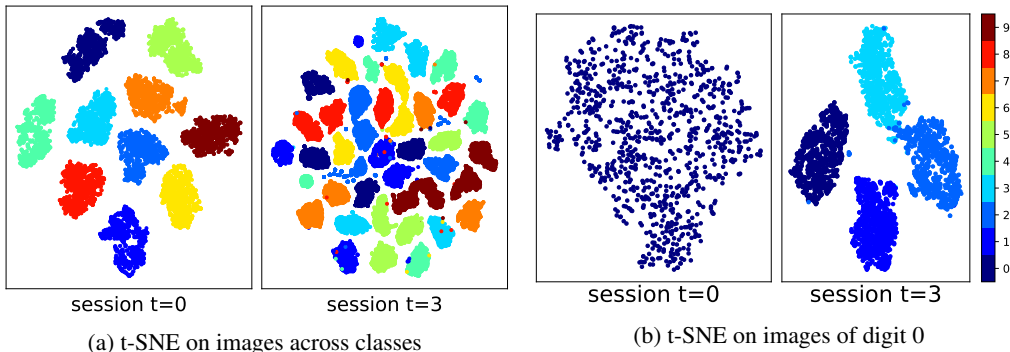 session t=0
session t=3
(a) t-SNE on images across classes
session t=0
session t=3
(b) t-SNE on images of digit 0
9
8
7
6
5
4
3
2
1
0